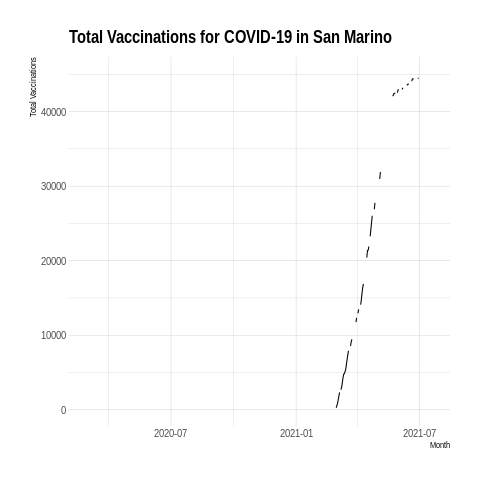 Total Vaccinations for COVID-19 in San Marino
Total Vaccinations
40000
30000
20000
10000
0
2020-07 2021-01 2021-07
Month